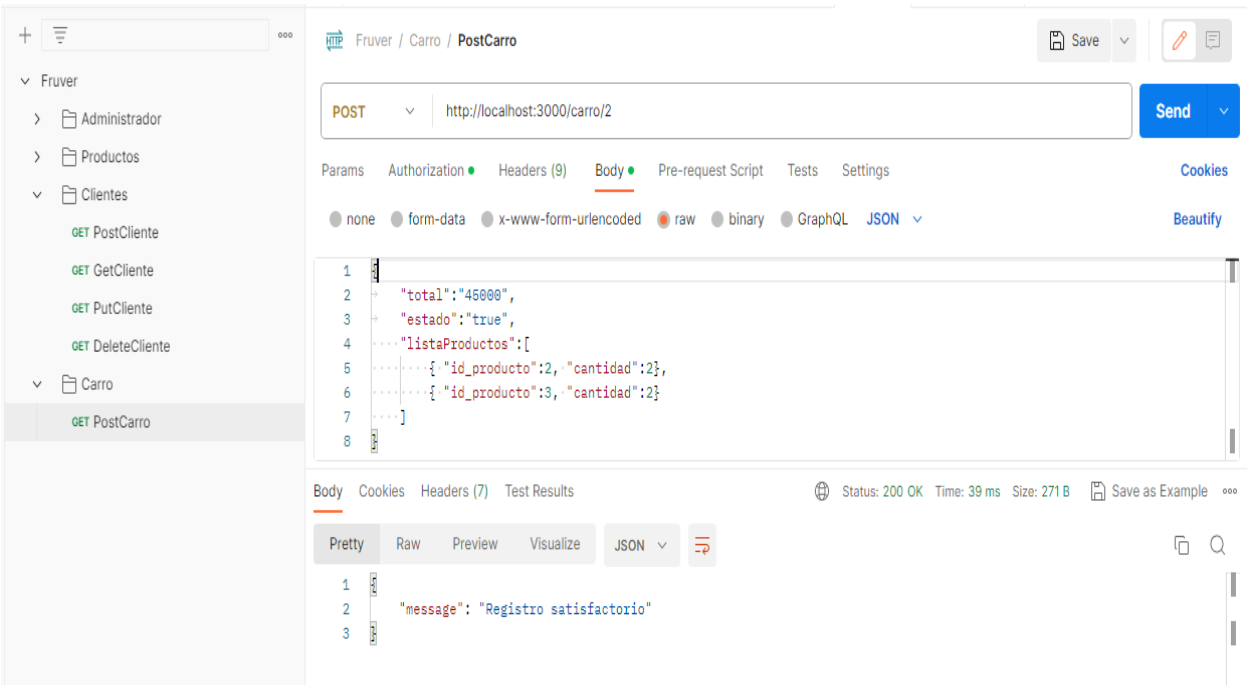 Fruver / Carro / PostCarro
Save
Fruver
Administrador
Productos
Clientes
GET PostCliente
GET GetCliente
GET PutCliente
GET DeleteCliente
Carro
GET PostCarro
HTTP
POST http://localhost:3000/carro/2
Send
Params Authorization Headers (9) Body Pre-request Script Tests Settings Cookies
none form-data x-www-form-urlencoded raw binary GraphQL JSON Beautify
1 {
2 "total":"45000",
3 "estado":"true",
4 "listaProductos":[
5 { "id_producto":2, "cantidad":2},
6 { "id_producto":3, "cantidad":2}
7 ]
8 }
Body Cookies Headers (7) Test Results Status: 200 OK Time: 39 ms Size: 271 B Save as Example
Pretty Raw Preview Visualize JSON
1 {
2 "message": "Registro satisfactorio"
3 }